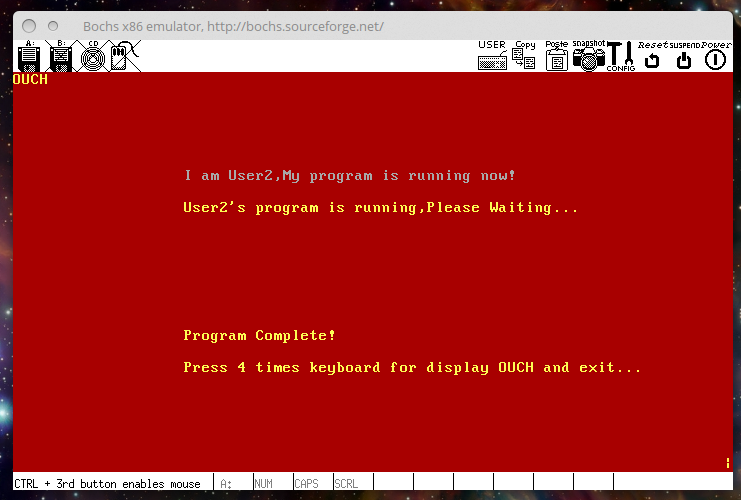 Bochs x86 emulator, http://bochs.sourceforge.net/
A: B: CD USER Copy Paste snapshot CONFIG Reset SUSPEND Power
OUCH
I am User2,My program is running now!
User2's program is running,Please Waiting...
Program Complete!
Press 4 times keyboard for display OUCH and exit...
CTRL + 3rd button enables mouse A: NUM CAPS SCRL